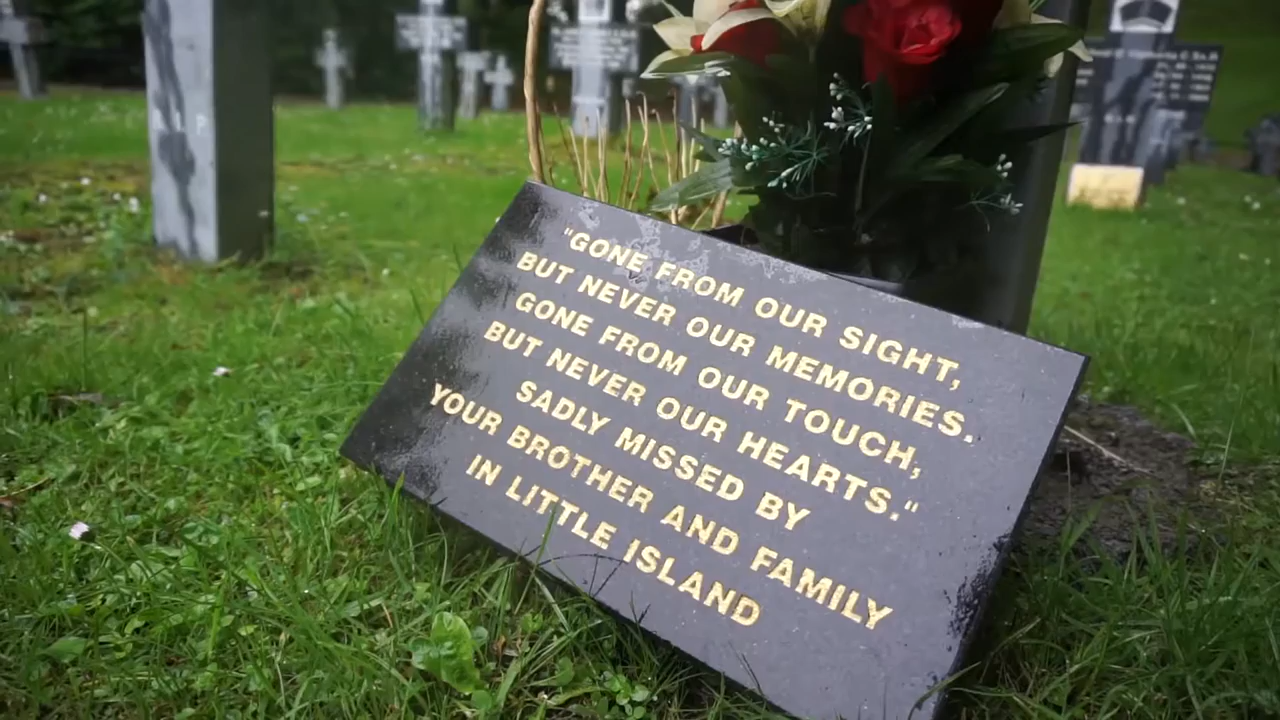 "GONE FROM OUR SIGHT,
BUT NEVER OUR MEMORIES.
GONE FROM OUR TOUCH,
BUT NEVER OUR HEARTS."
SADLY MISSED BY
YOUR BROTHER AND FAMILY
IN LITTLE ISLAND